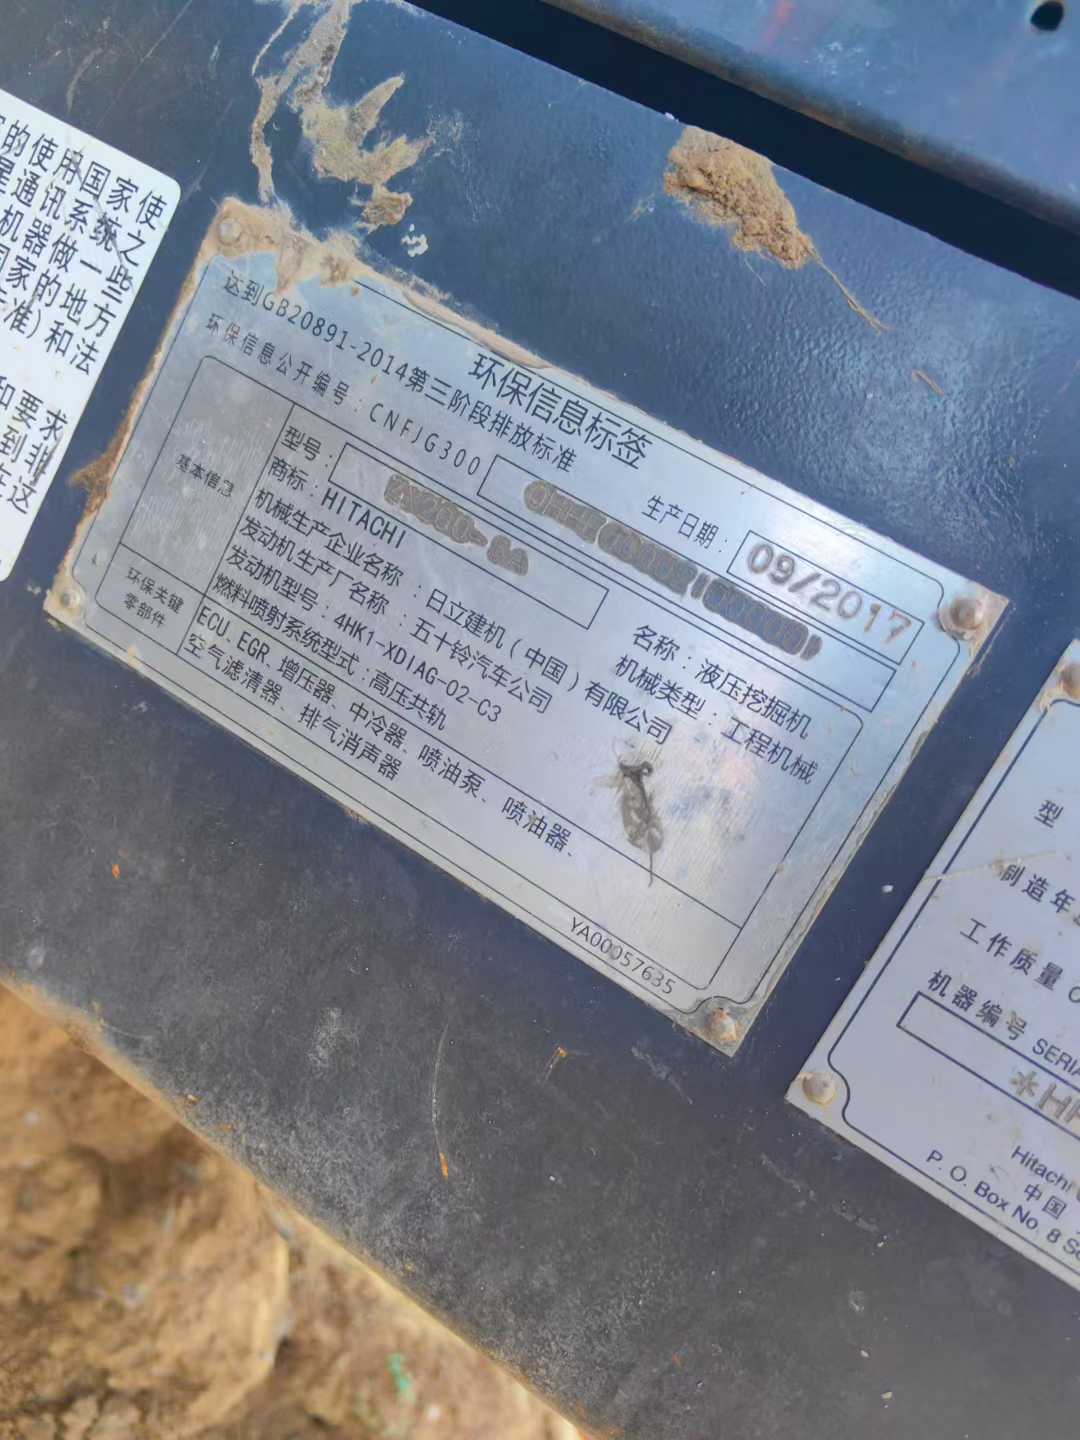 的使用国家使
星通讯系统之
机器做一些
国家的地方
准)和法
和要求
到非
在这
环保信息标签
达到GB20891-2014第三阶段排放标准
生产日期：
09/2017
环保信息公开编号：CNFJG300
基本信息
型号：
名称：液压挖掘机
商标：HITACHI
机械类型：工程机械
机械生产企业名称：日立建机(中国)有限公司
发动机生产厂名称：五十铃汽车公司
发动机型号：4HK1-XDIAG-02-C3
燃料喷射系统型式：高压共轨
环保关键
零部件
ECU、EGR、增压器、中冷器、喷油泵、喷油器、
空气滤清器、排气消声器
YA00057635
型
制造年
工作质量
机器编号 SERIA
Hitachi
中国
P. O. Box No. 8